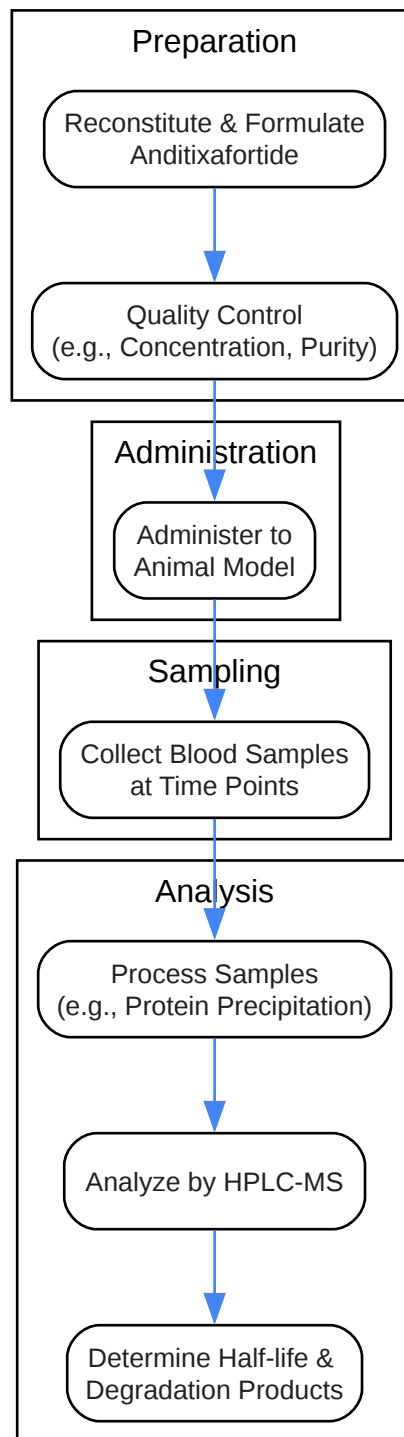 Preparation
Reconstitute & Formulate
Anditixafortide
Quality Control
(e.g., Concentration, Purity)
Administration
Administer to
Animal Model
Sampling
Collect Blood Samples
at Time Points
Analysis
Process Samples
(e.g., Protein Precipitation)
Analyze by HPLC-MS
Determine Half-life &
Degradation Products